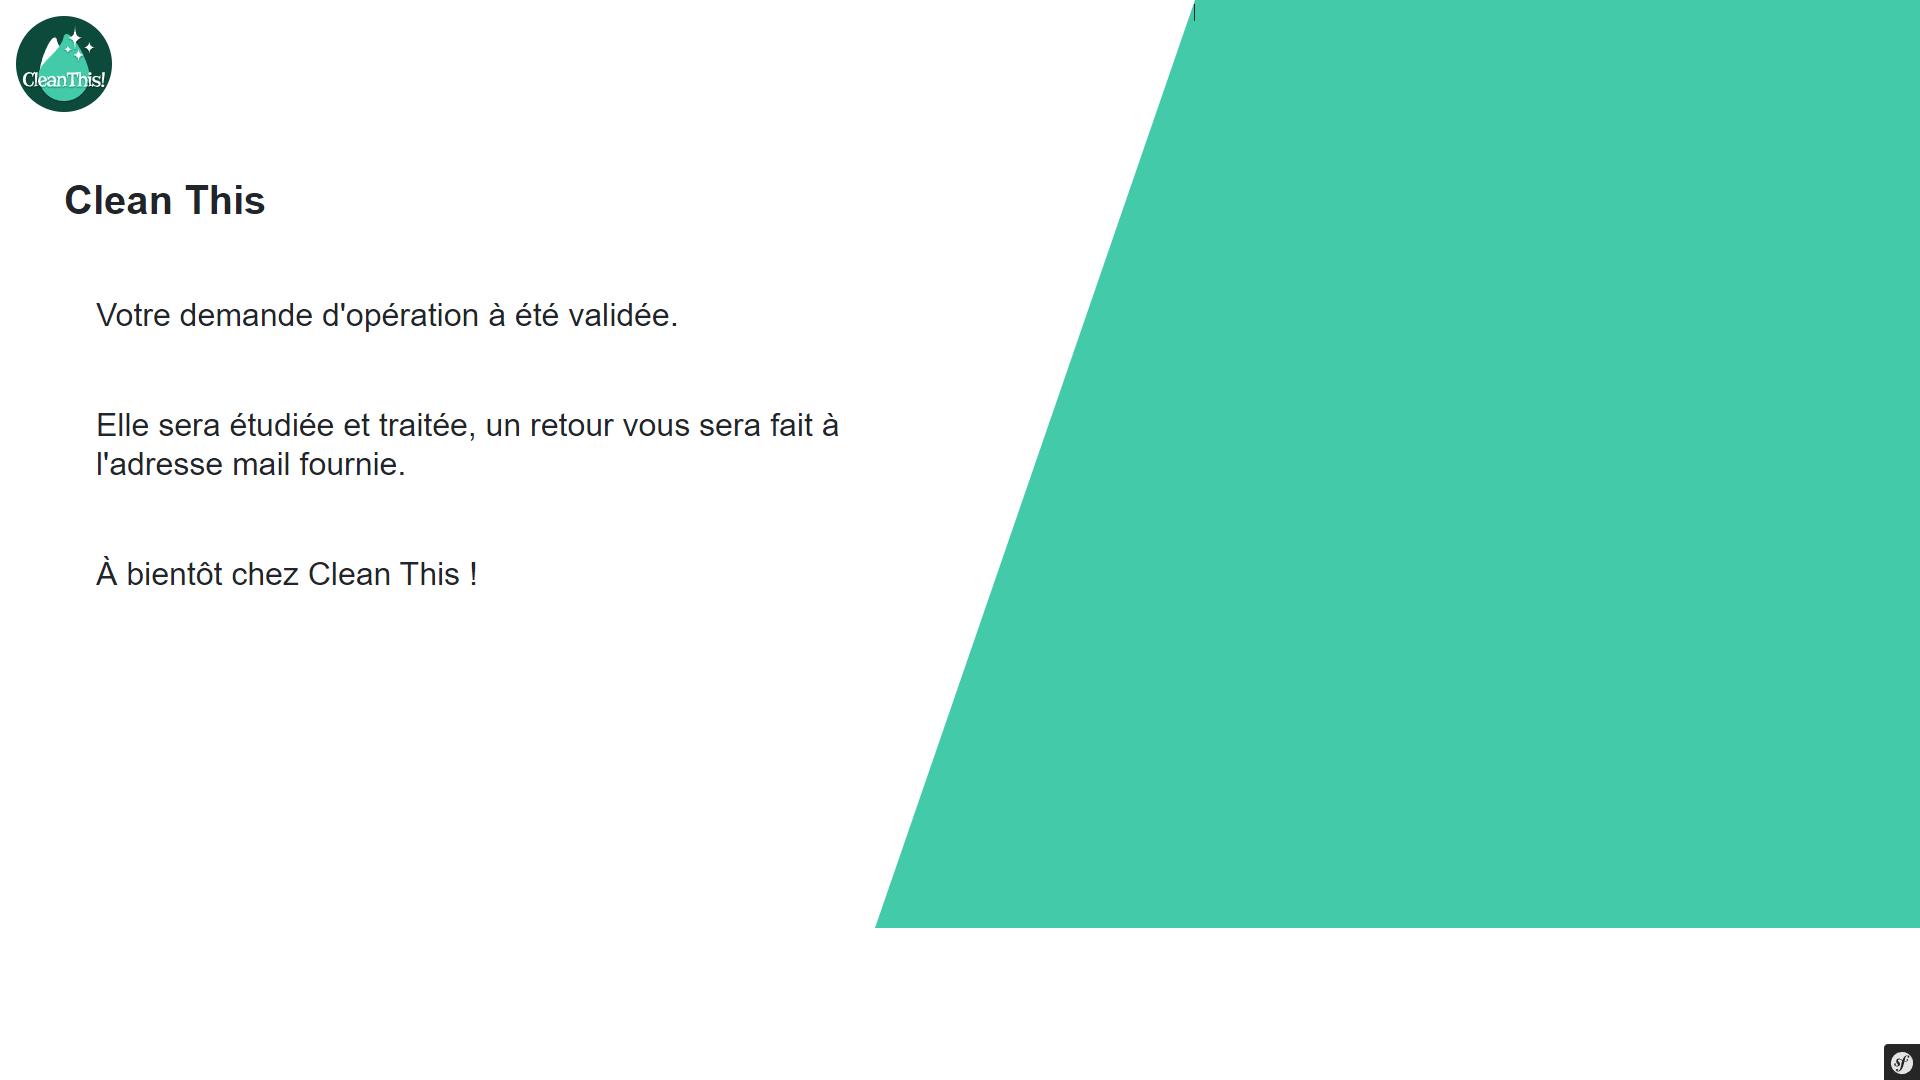 CleanThis!
Clean This
Votre demande d'opération à été validée.
Elle sera étudiée et traitée, un retour vous sera fait à
l'adresse mail fournie.
À bientôt chez Clean This !
sf